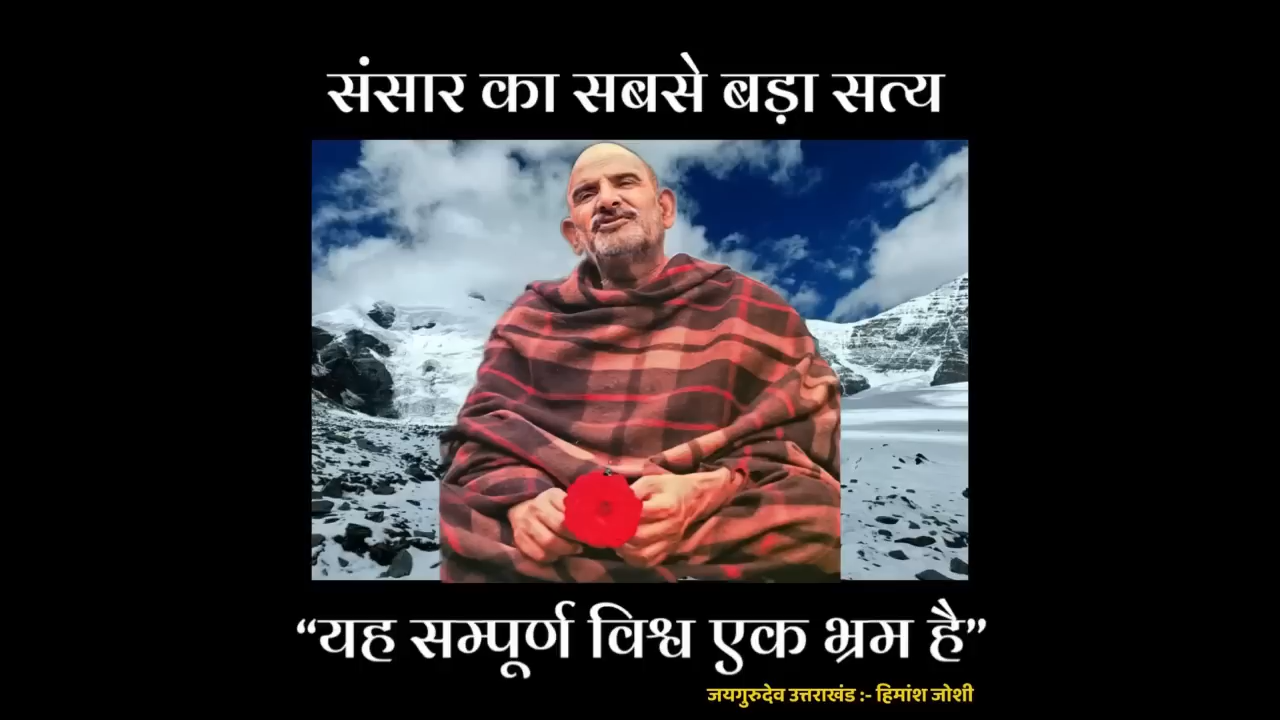 संसार का सबसे बड़ा सत्य
“यह सम्पूर्ण विश्व एक भ्रम है”
जयगुरुदेव उत्तराखंड :- हिमांश जोशी